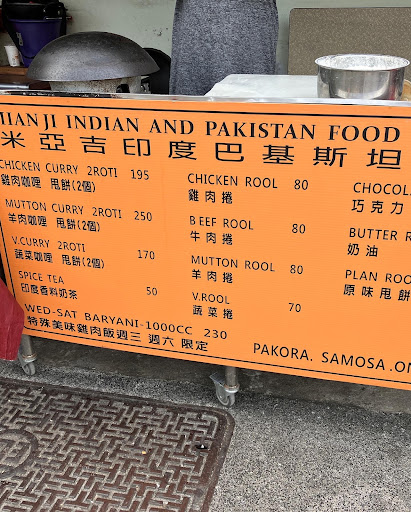 MIANJI INDIAN AND PAKISTAN FOOD
米亞吉印度巴基斯坦
CHICKEN CURRY 2ROTI 195
雞肉咖哩 甩餅(2個)
MUTTON CURRY 2ROTI 250
羊肉咖哩 甩餅(2個)
V.CURRY 2ROTI 170
蔬菜咖哩 甩餅(2個)
SPICE TEA 50
印度香料奶茶
WED-SAT BARYANI-1000CC 230
特殊美味雞肉飯週三 週六 限定
CHICKEN ROOL 80
雞肉捲
BEEF ROOL 80
牛肉捲
MUTTON ROOL 80
羊肉捲
V.ROOL 70
蔬菜捲
CHOCOL
巧克力
BUTTER R
奶油
PLAN ROO
原味甩餅
PAKORA. SAMOSA.ON